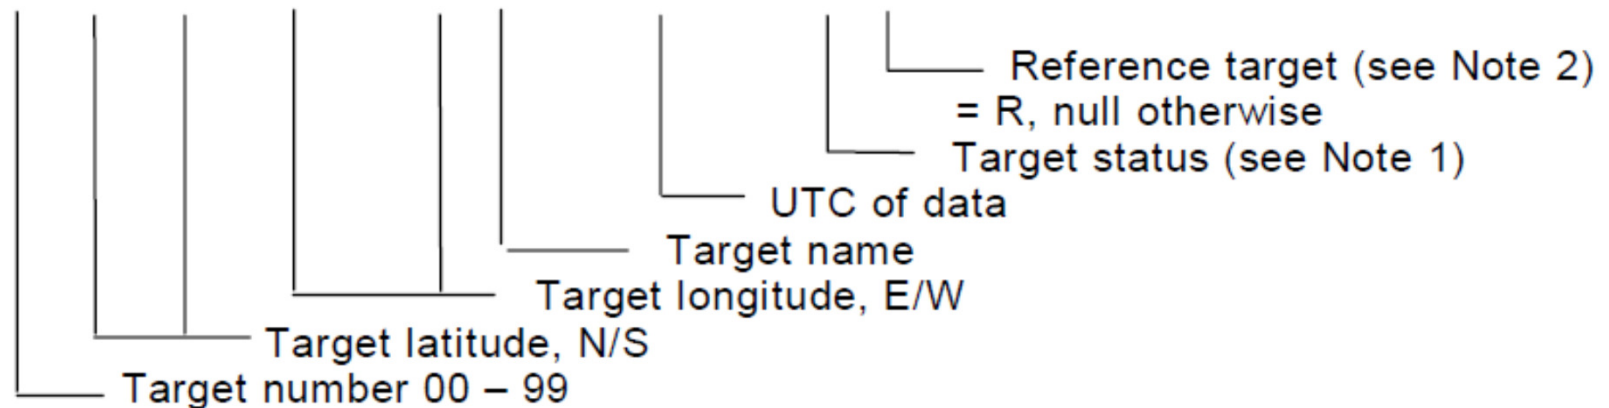 Reference target (see Note 2)
= R, null otherwise
Target status (see Note 1)
UTC of data
Target name
Target longitude, E/W
Target latitude, N/S
Target number 00 – 99